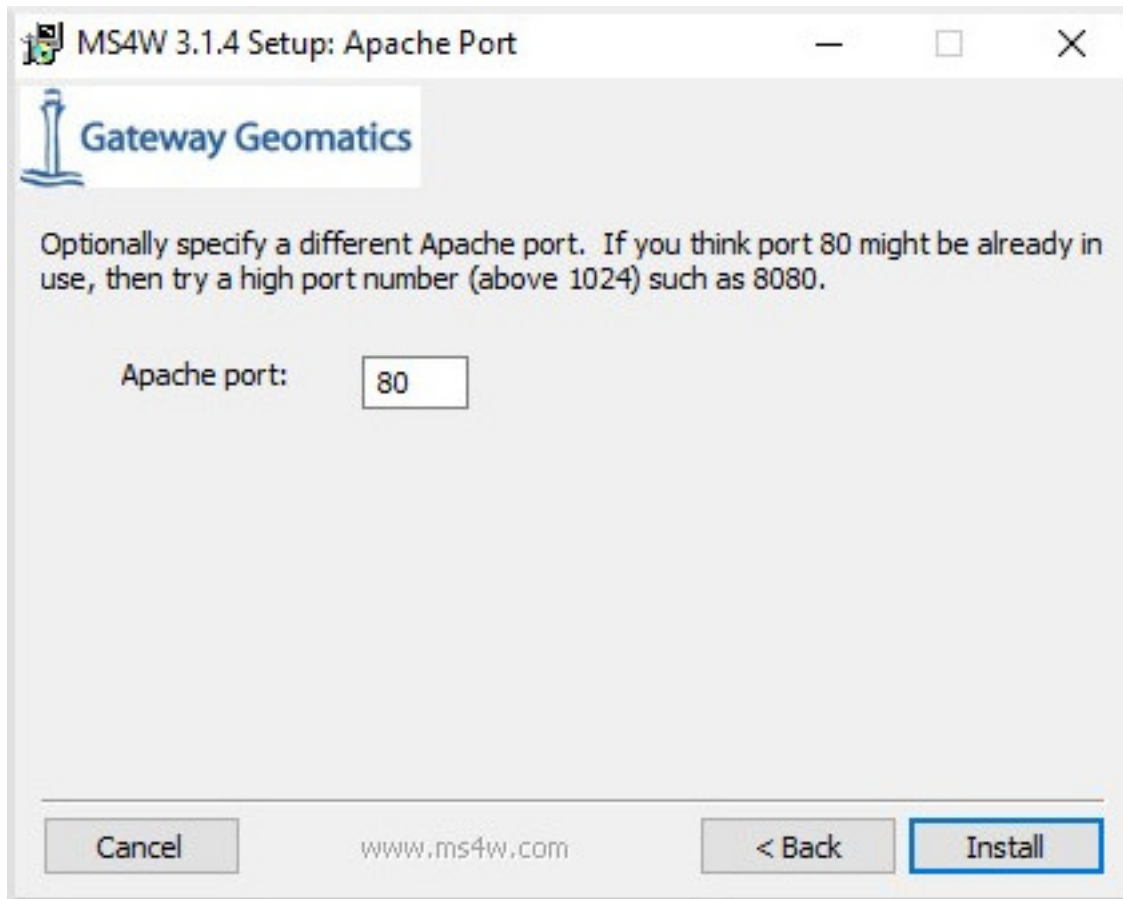 MS4W 3.1.4 Setup: Apache Port
Gateway Geomatics
Optionally specify a different Apache port. If you think port 80 might be already in
use, then try a high port number (above 1024) such as 8080.
Apache port: 80
Cancel www.ms4w.com < Back Install